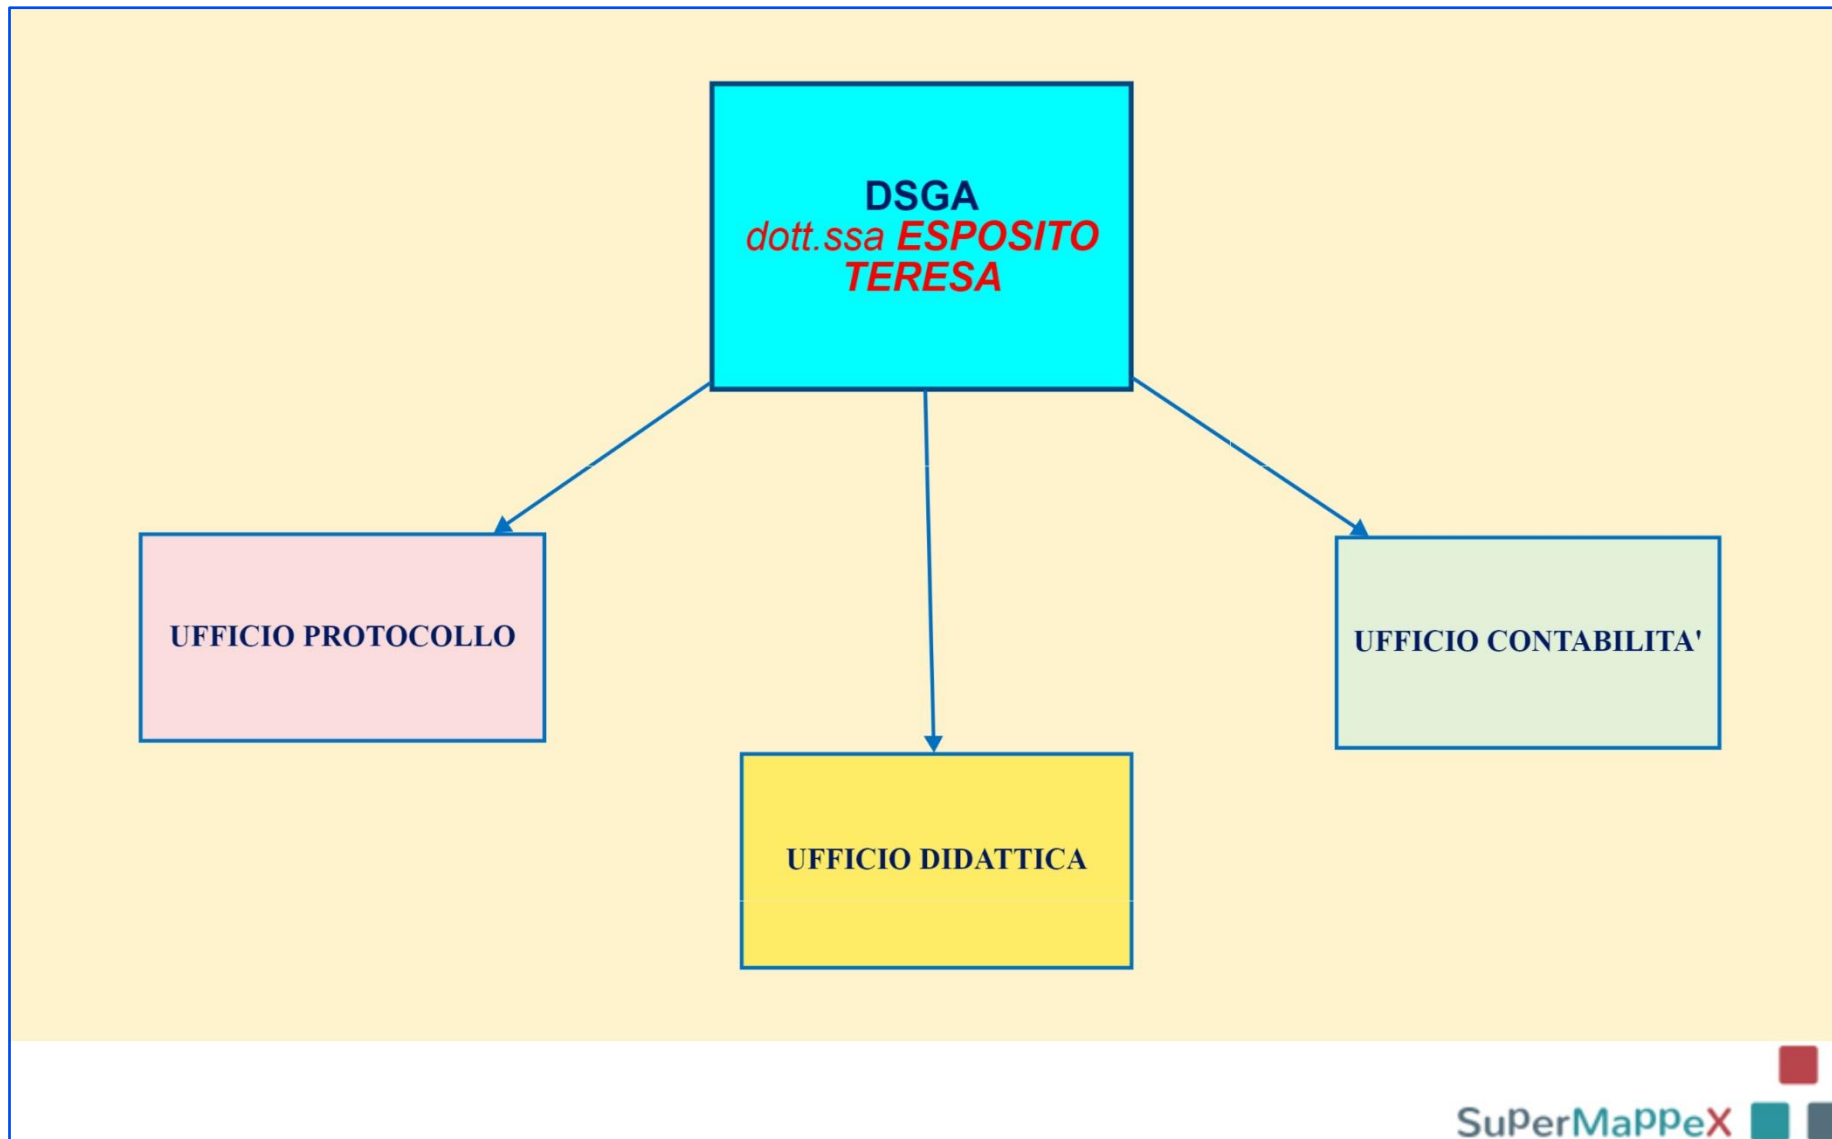 DSGA
dott.ssa ESPOSITO
TERESA
UFFICIO PROTOCOLLO
UFFICIO CONTABILITA'
UFFICIO DIDATTICA
SuPerMaPPeX